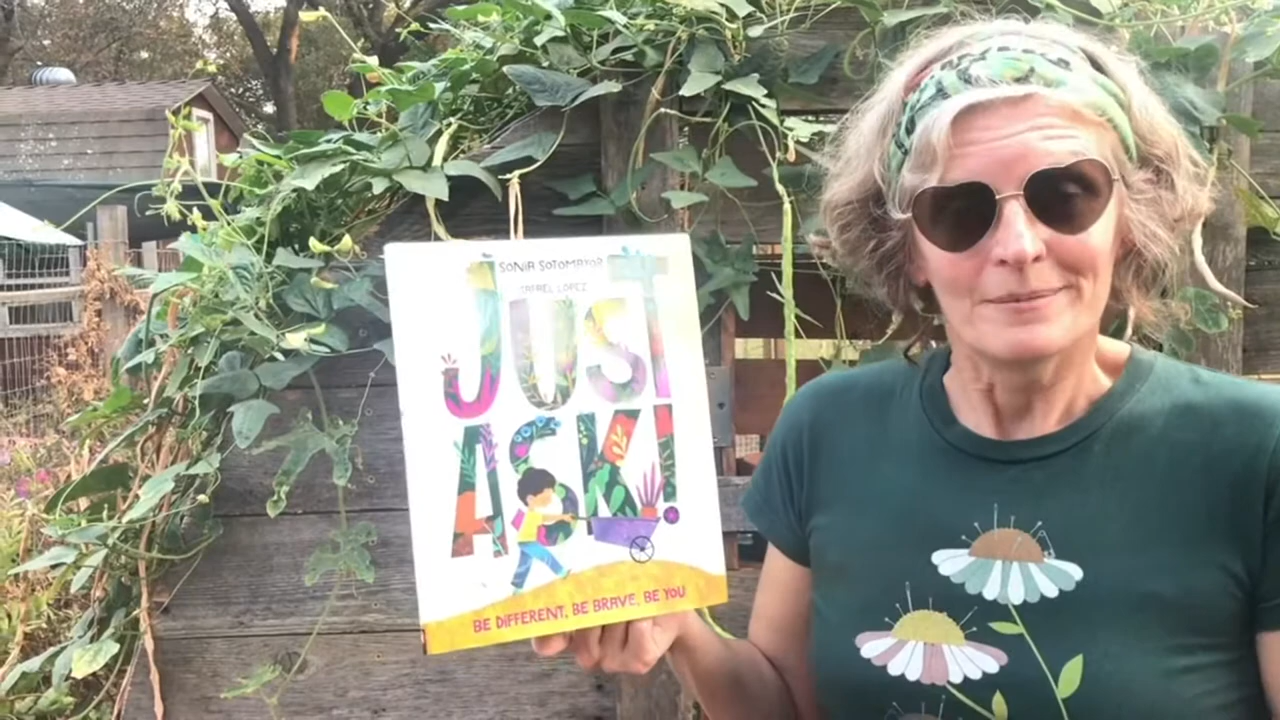 SONIA SOTOMAYOR
RAFAEL LÓPEZ
JUST
ASK!
BE DIFFERENT, BE BRAVE, BE YOU